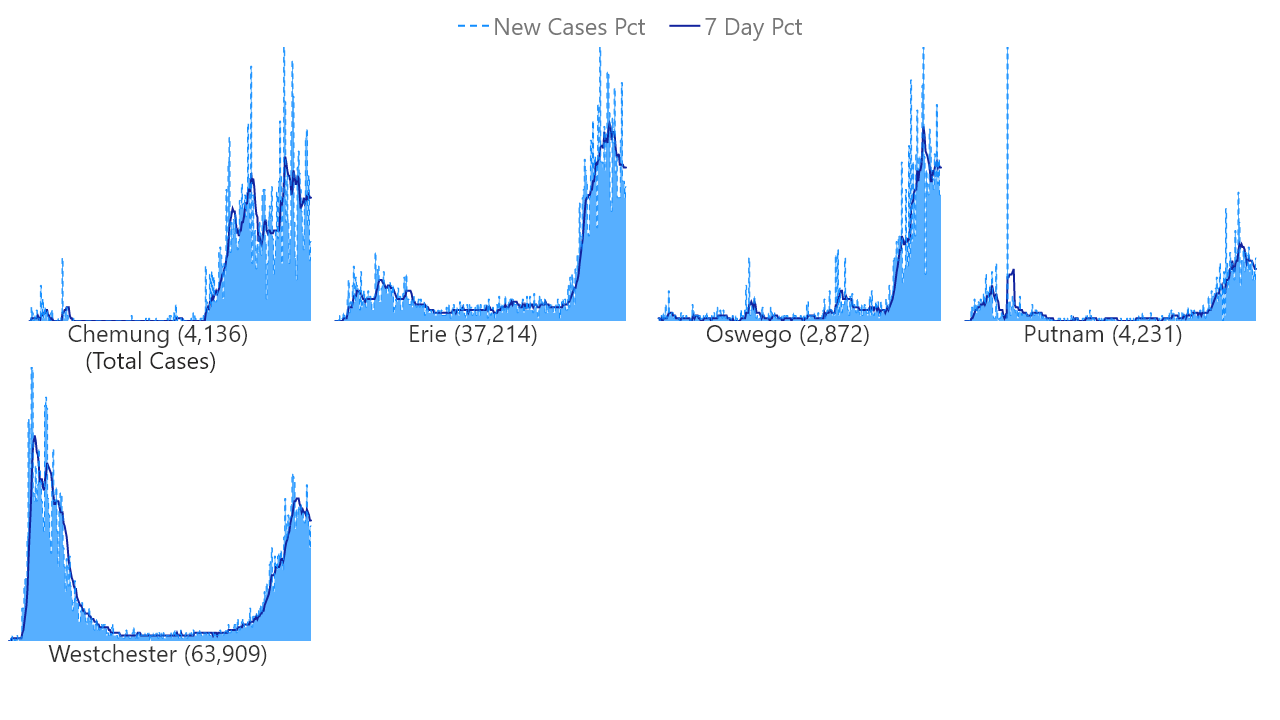 New Cases Pct 7 Day Pct
Chemung (4,136)
(Total Cases)
Erie (37,214)
Oswego (2,872)
Putnam (4,231)
Westchester (63,909)